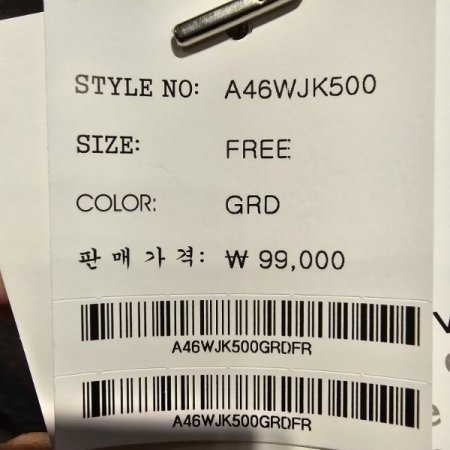 STYLE NO: A46WJK500
SIZE: FREE
COLOR: GRD
판매가격: ₩ 99,000
A46WJK500GRDFR
A46WJK500GRDFR